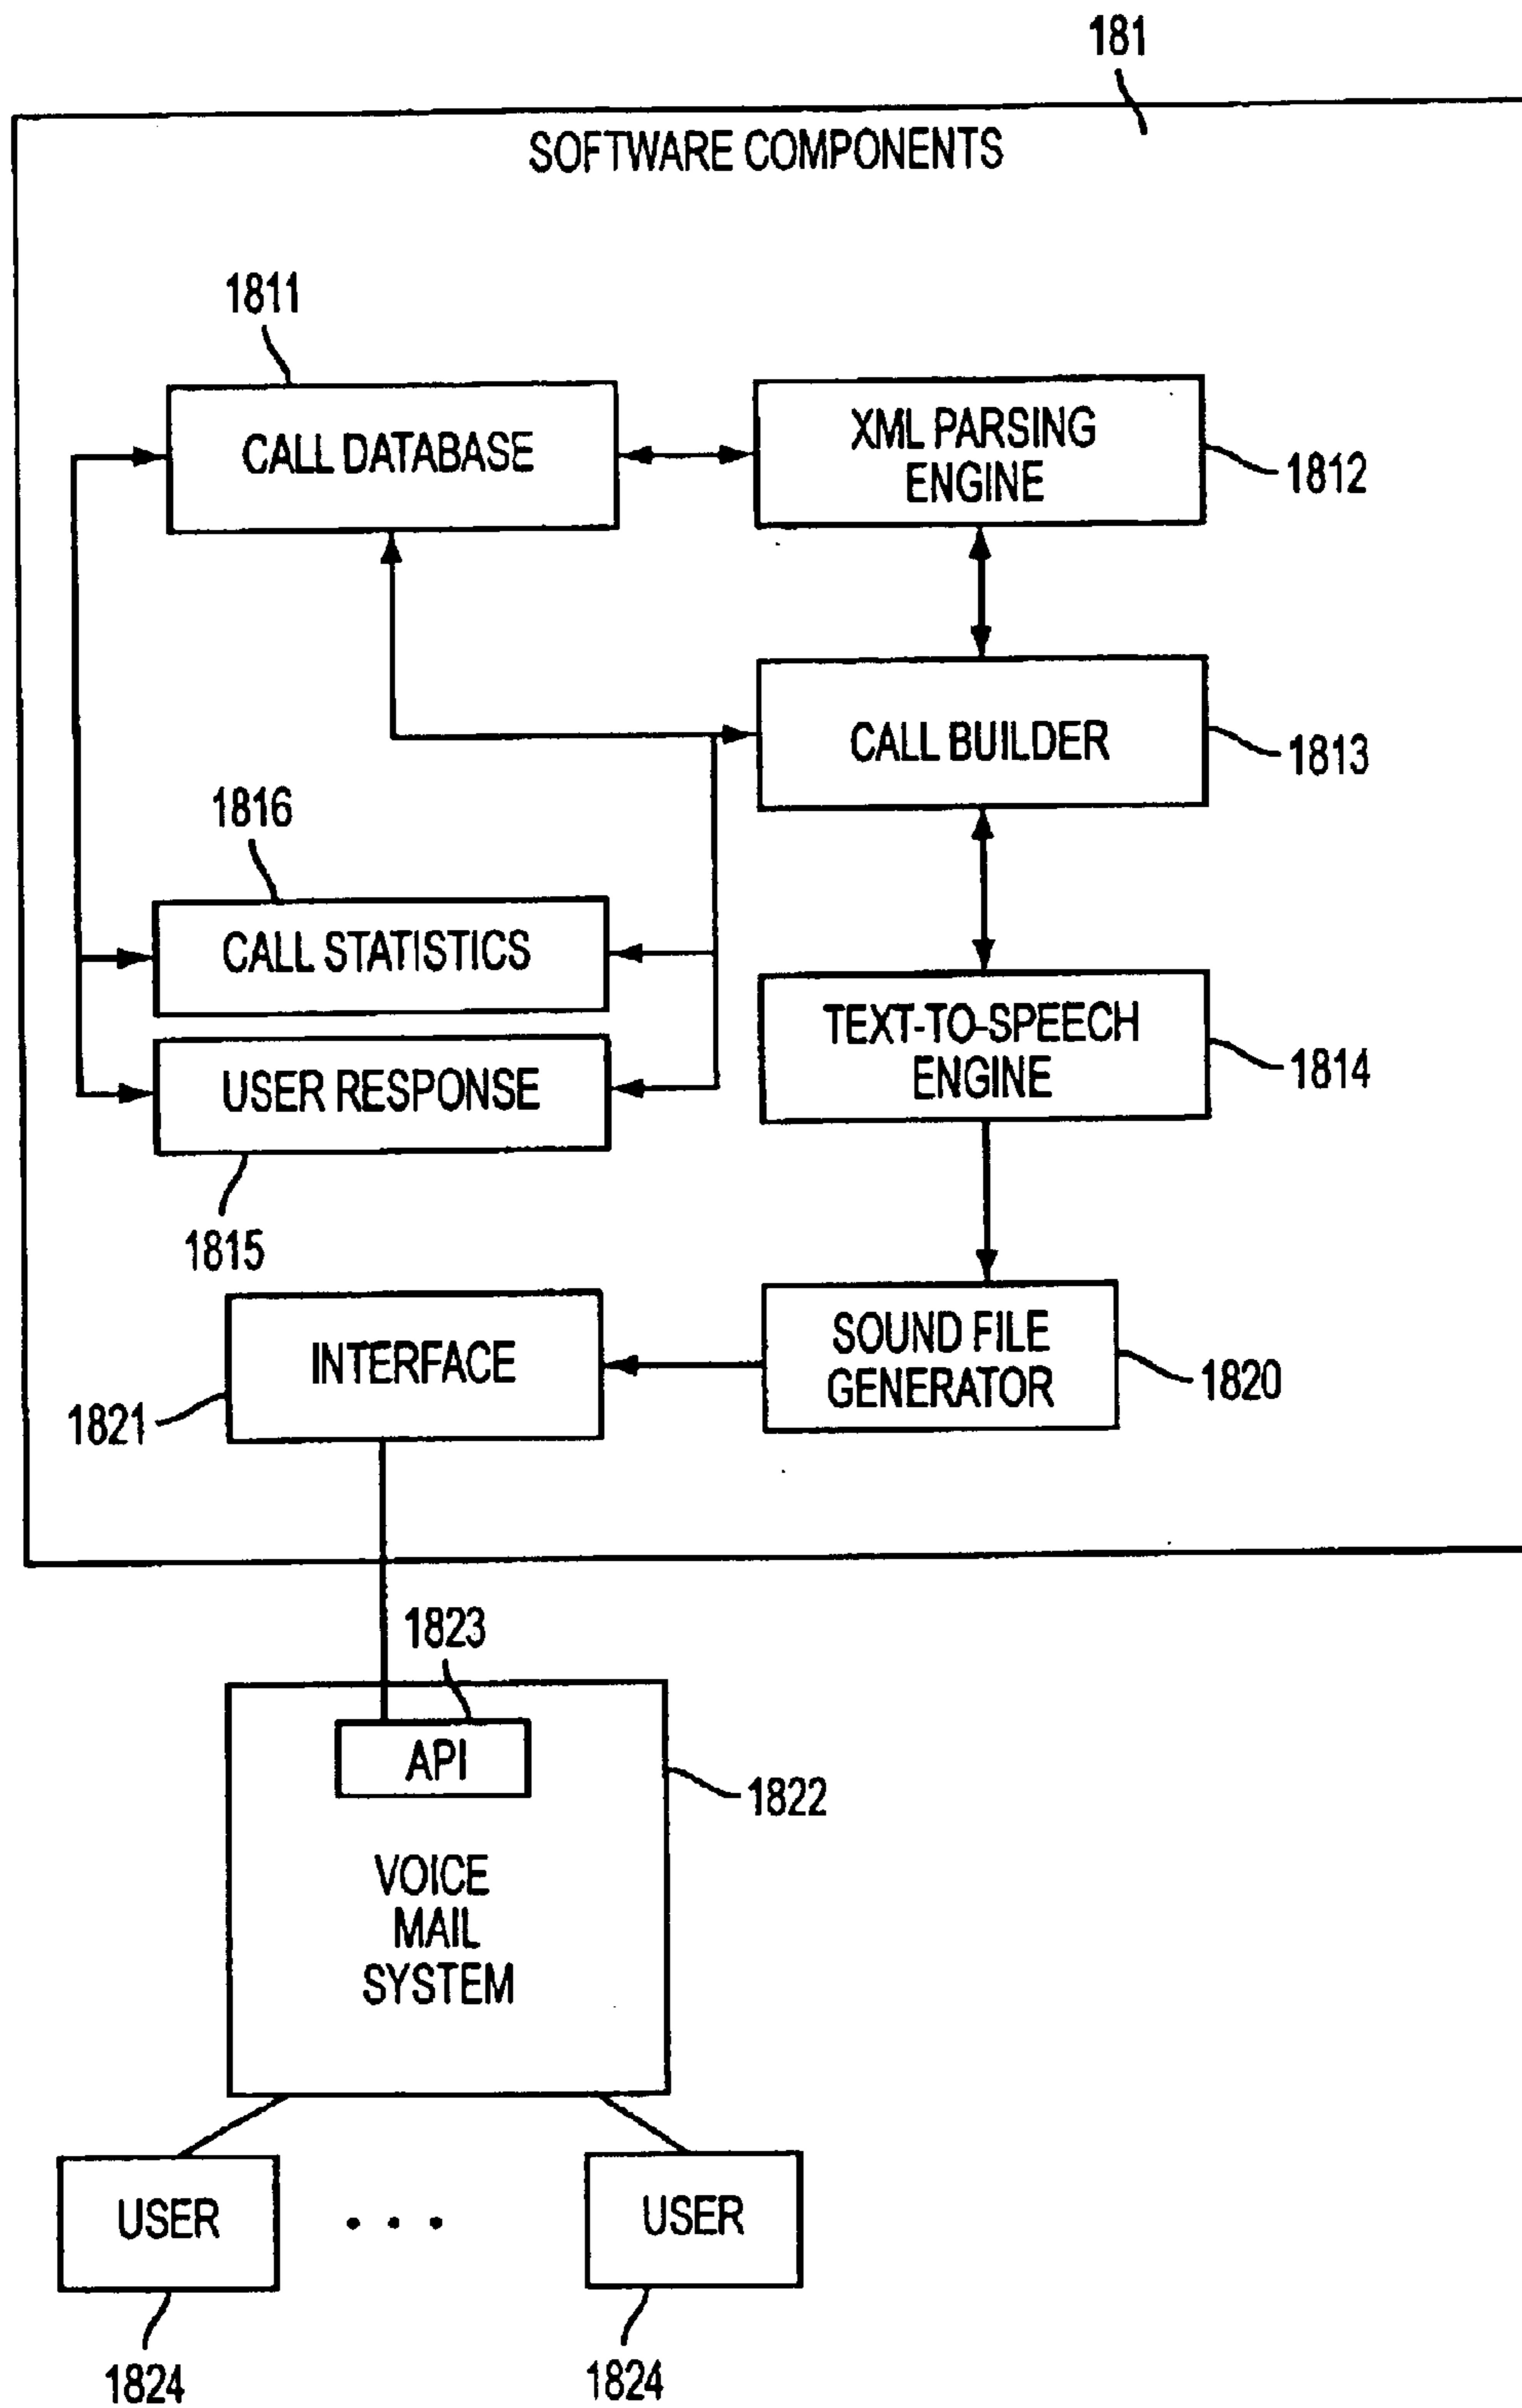 181
SOFTWARE COMPONENTS
1811
CALL DATABASE
XML PARSING
ENGINE
1812
CALL BUILDER
1813
1816
CALL STATISTICS
TEXT-TO-SPEECH
ENGINE
1814
USER RESPONSE
1815
INTERFACE
1821
SOUND FILE
GENERATOR
1820
1823
API
1822
VOICE
MAIL
SYSTEM
USER
. . .
USER
1824
1824